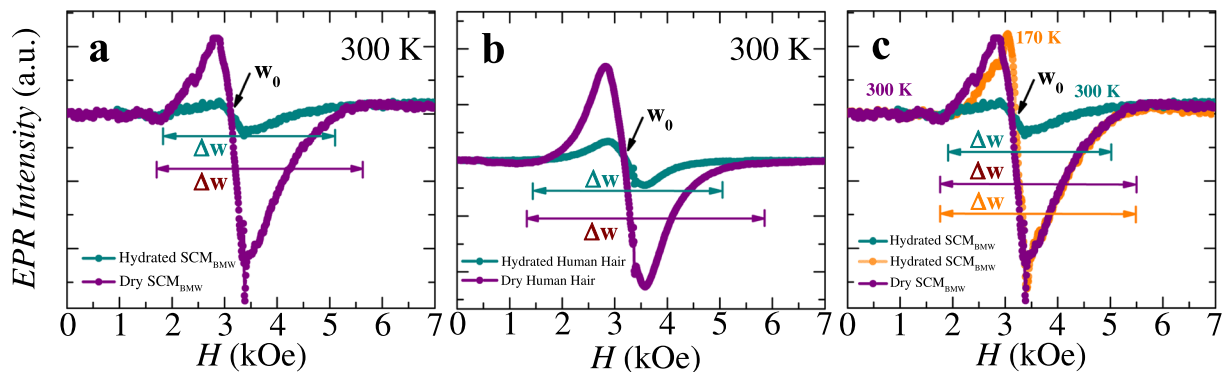 EPR Intensity (a.u.)
a
300 K
w0
Δw
Δw
Hydrated SCMBMW
Dry SCMBMW
0 1 2 3 4 5 6 7
H (kOe)
b
300 K
w0
Δw
Δw
Hydrated Human Hair
Dry Human Hair
1 2 3 4 5 6 7
H (kOe)
c
170 K
w0
300 K
300 K
Δw
Δw
Δw
Hydrated SCMBMW
Hydrated SCMBMW
Dry SCMBMW
0 1 2 3 4 5 6 7
H (kOe)